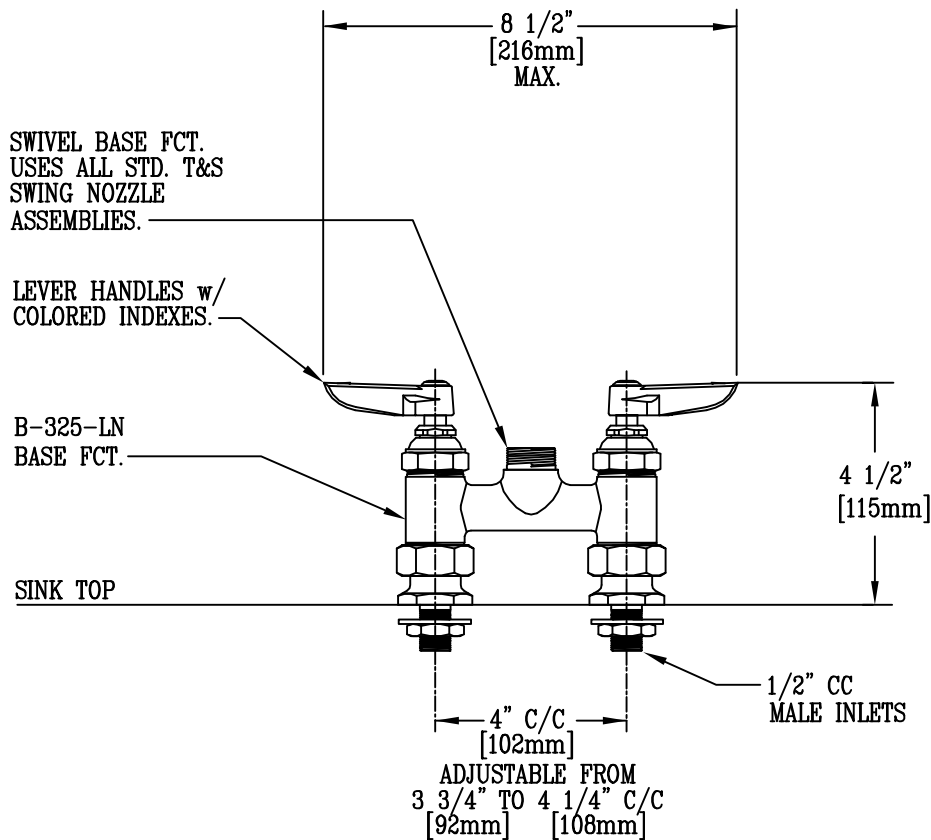 8 1/2"
[216mm]
MAX.
SWIVEL BASE FCT.
USES ALL STD. T&S
SWING NOZZLE
ASSEMBLIES.
LEVER HANDLES w/
COLORED INDEXES.
B-325-LN
BASE FCT.
4 1/2"
[115mm]
SINK TOP
1/2" CC
MALE INLETS
4" C/C
[102mm]
ADJUSTABLE FROM
3 3/4" TO 4 1/4" C/C
[92mm] [108mm]